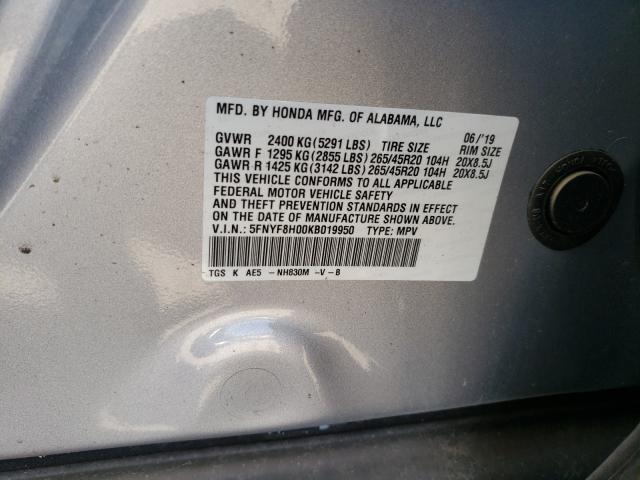 MFD. BY HONDA MFG. OF ALABAMA, LLC 06/'19
GVWR 2400 KG(5291 LBS) TIRE SIZE RIM SIZE
GAWR F 1295 KG(2855 LBS) 265/45R20 104H 20X8.5J
GAWR R 1425 KG(3142 LBS) 265/45R20 104H 20X8.5J
THIS VEHICLE CONFORMS TO ALL APPLICABLE
FEDERAL MOTOR VEHICLE SAFETY
AND THEFT PREVENTION STANDARDS IN EFFECT
ON THE DATE OF MANUFACTURE SHOWN ABOVE.
V.I.N.: 5FNYF8H00KB019950 TYPE: MPV
TGS K AE5 -NH830M -V-B